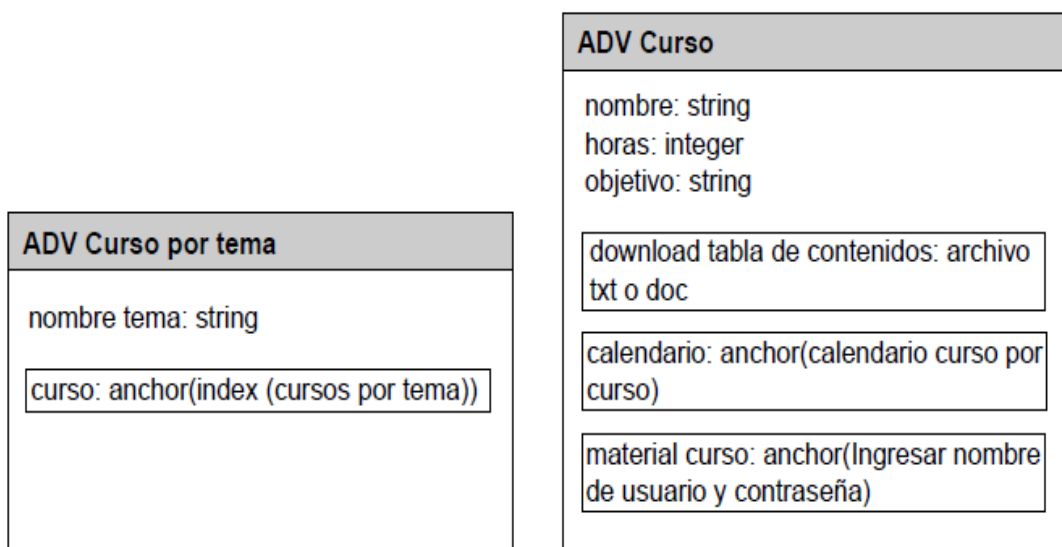 ADV Curso por tema
nombre tema: string
curso: anchor(index (cursos por tema))
ADV Curso
nombre: string
horas: integer
objetivo: string
download tabla de contenidos: archivo
txt o doc
calendario: anchor(calendario curso por
curso)
material curso: anchor(Ingresar nombre
de usuario y contraseña)